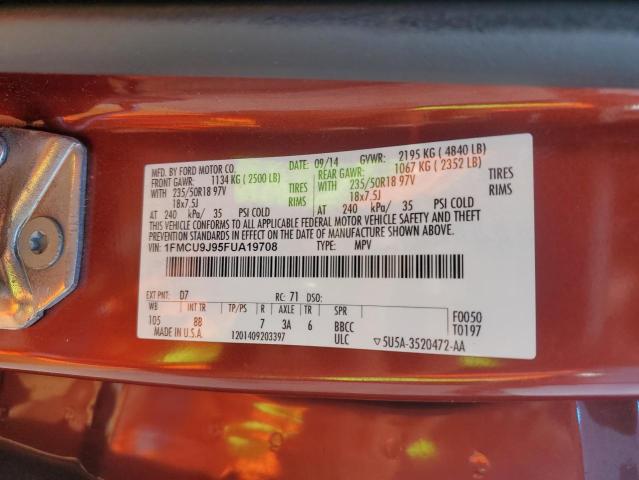 MFD. BY FORD MOTOR CO. DATE: 09/14 GVWR: 2195 KG ( 4840 LB)
FRONT GAWR: 1134 KG ( 2500 LB) REAR GAWR: 1067 KG ( 2352 LB)
WITH 235/50R18 97V TIRES WITH 235/50R18 97V TIRES
18x7.5J RIMS 18x7.5J RIMS
AT 240 kPa/ 35 PSI COLD AT 240 kPa/ 35 PSI COLD
THIS VEHICLE CONFORMS TO ALL APPLICABLE FEDERAL MOTOR VEHICLE SAFETY AND THEFT
PREVENTION STANDARDS IN EFFECT ON THE DATE OF MANUFACTURE SHOWN ABOVE.
VIN: 1FMCU9J95FUA19708 TYPE: MPV
EXT PNT: D7 RC: 71 DSO:
WB INT TR TP/PS R AXLE TR SPR F0050
105 8B 7 3A 6 BBCC T0197
MADE IN U.S.A. 1201409203397 ULC 5U5A-3520472-AA